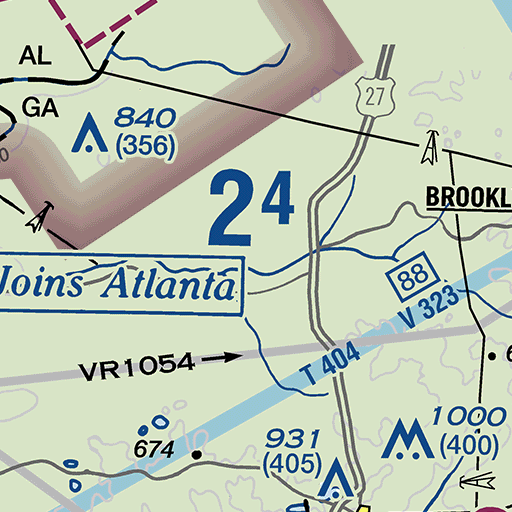 AL
GA
840
(356)
27
24
BROOKL
Joins Atlanta
88
V 323
VR1054
T 404
674
931
(405)
1000
(400)